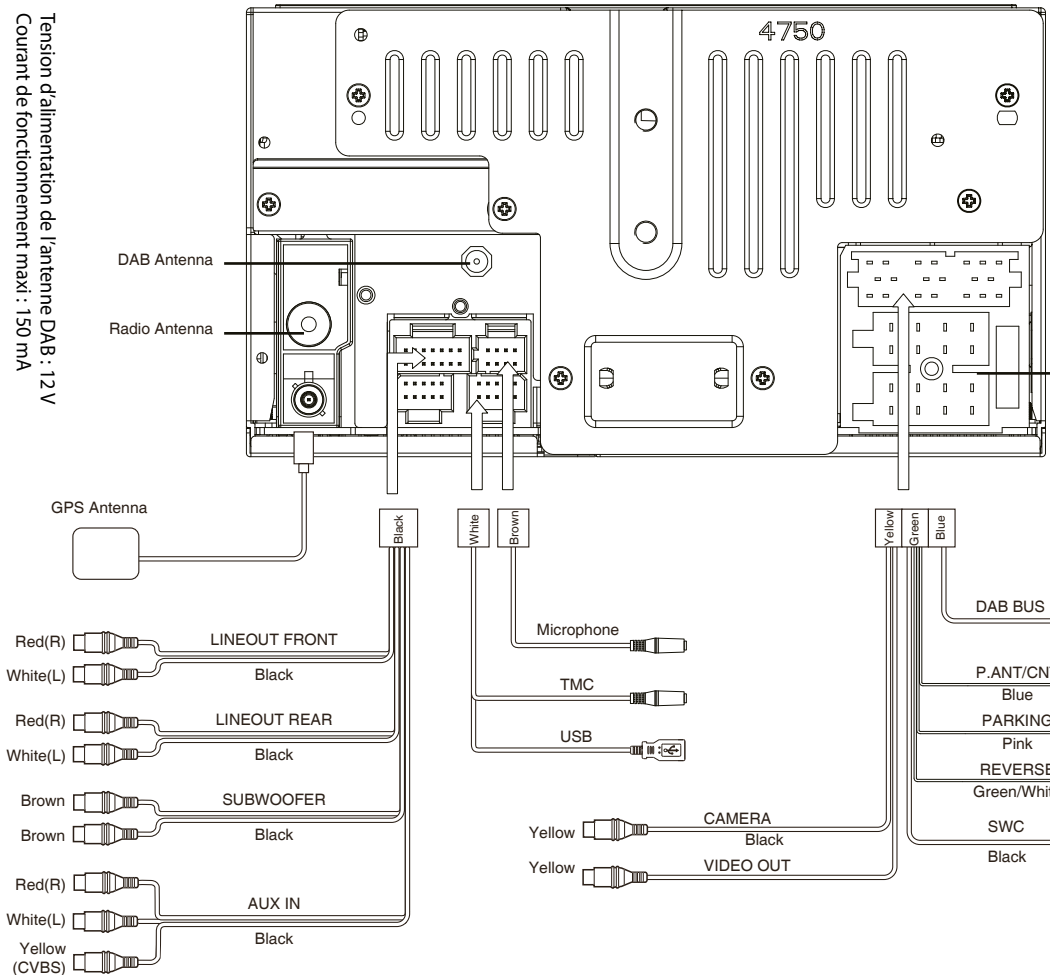 Tension d'alimentation de l'antenne DAB : 12 V
Courant de fonctionnement maxi : 150 mA
4750
DAB Antenna
Radio Antenna
GPS Antenna
Black
White
Brown
Yellow
Green
Blue
Red(R)
LINEOUT FRONT
White(L)
Black
Red(R)
LINEOUT REAR
White(L)
Black
Brown
SUBWOOFER
Brown
Black
Red(R)
AUX IN
White(L)
Black
Yellow
(CVBS)
Microphone
TMC
USB
Yellow
CAMERA
Black
Yellow
VIDEO OUT
DAB BUS
Blue
PARKING
Pink
REVERSE
SWC
Black